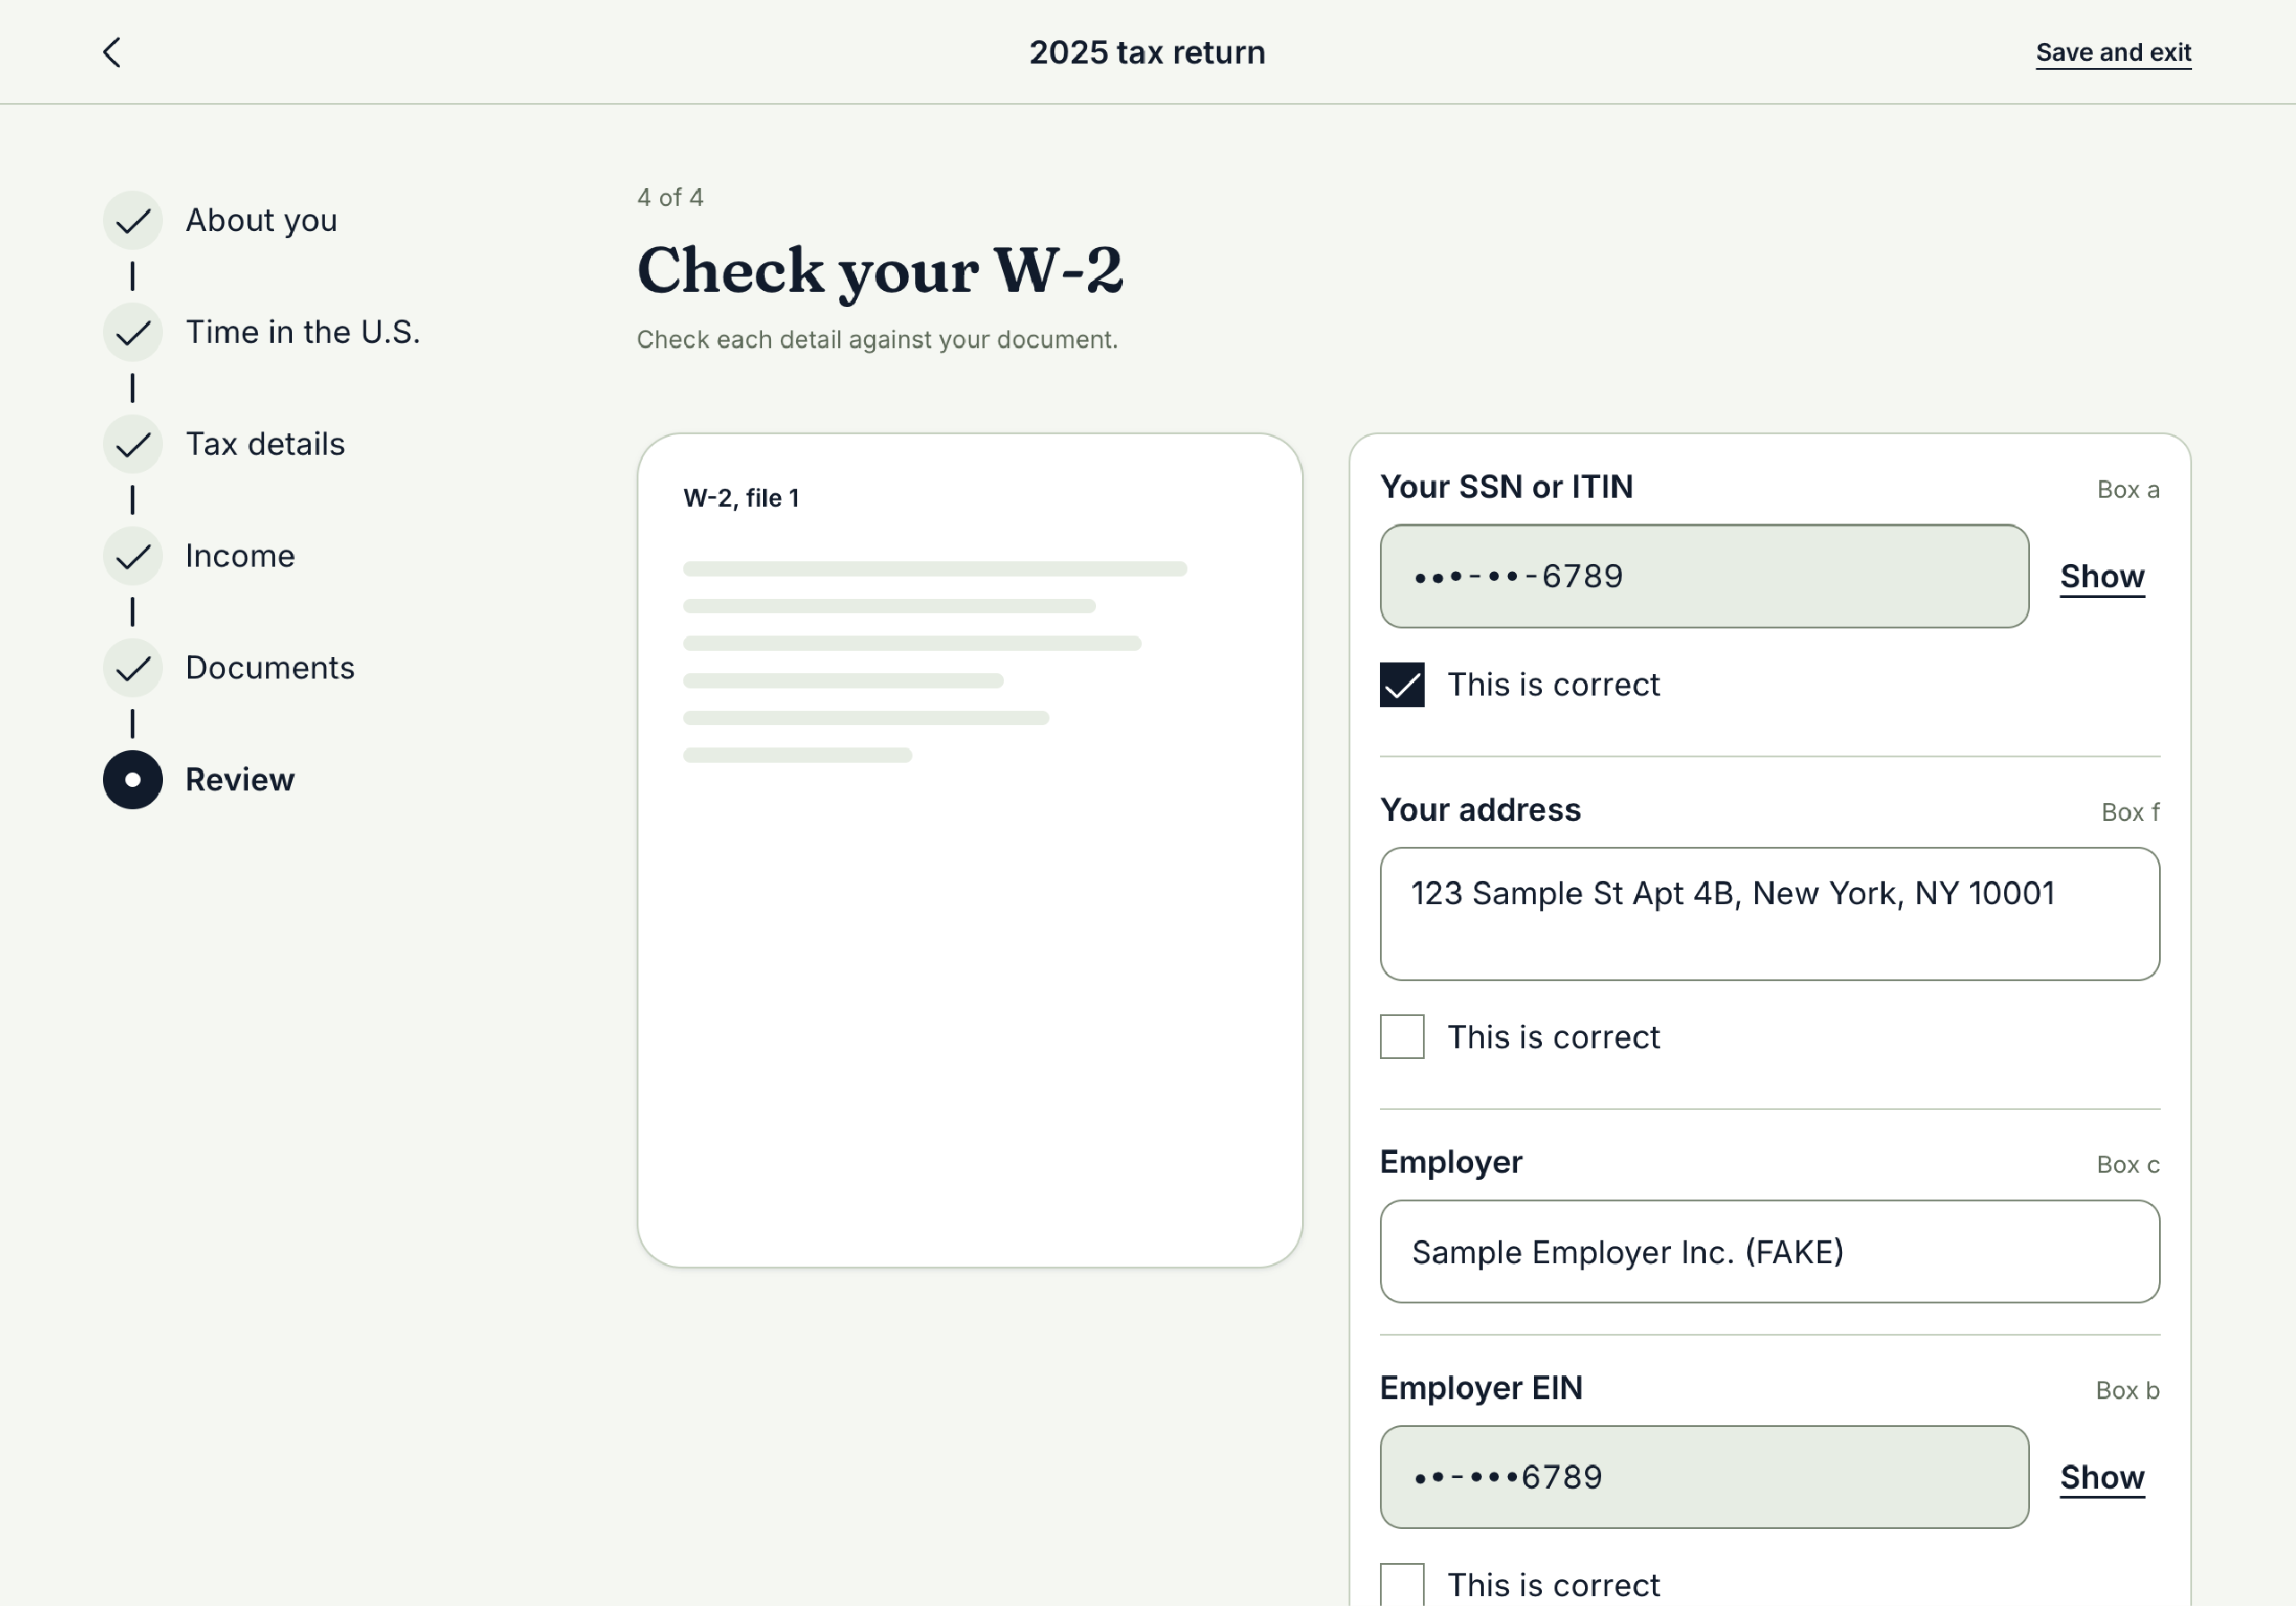 2025 tax return
Save and exit
About you
Time in the U.S.
Tax details
Income
Documents
Review
4 of 4
Check your W-2
Check each detail against your document.
W-2, file 1
Your SSN or ITIN
Box a
•••-••-6789
Show
This is correct
Your address
Box f
123 Sample St Apt 4B, New York, NY 10001
This is correct
Employer
Box c
Sample Employer Inc. (FAKE)
Employer EIN
Box b
••-•••6789
Show
This is correct